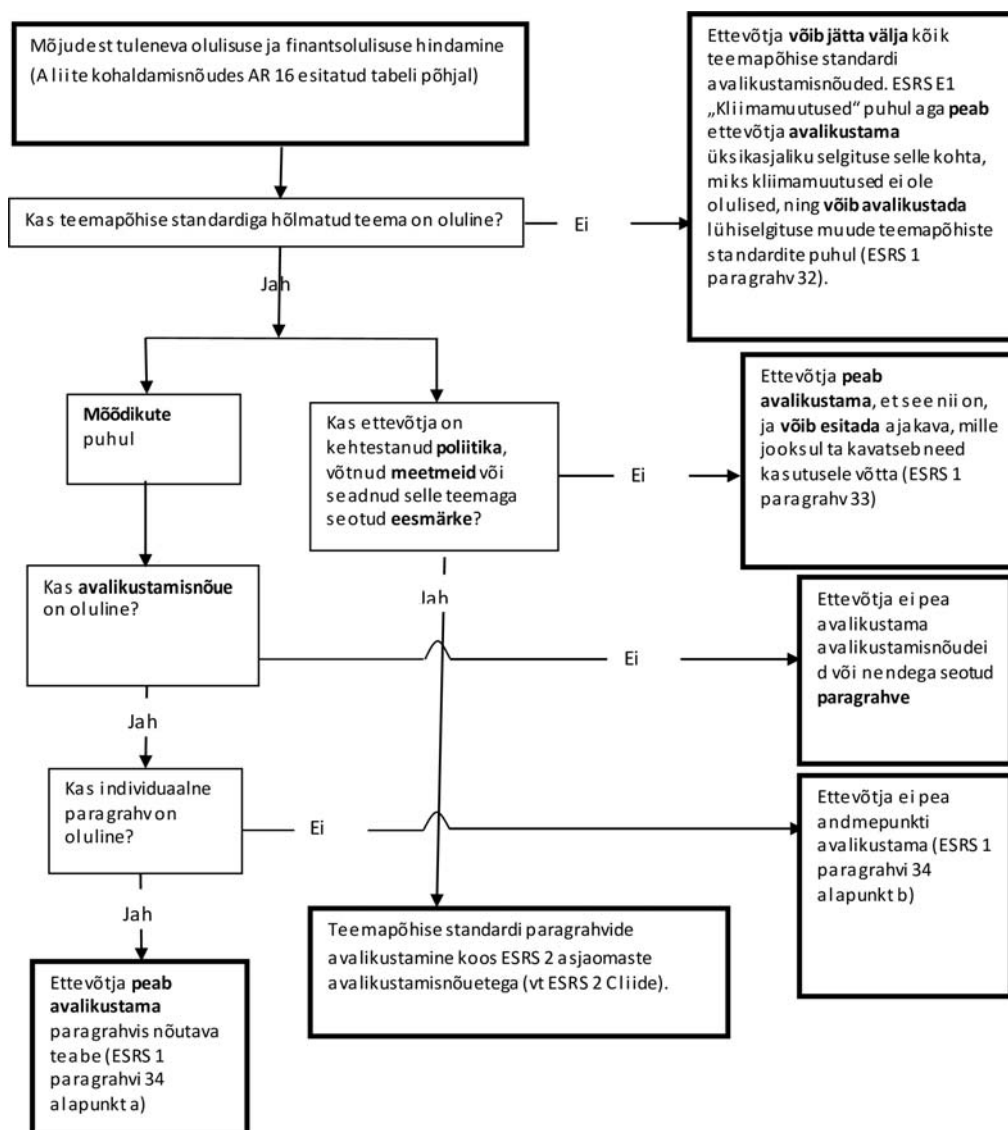 Mõjudest tuleneva olulisuse ja finantsolulisuse hindamine
(A liite kohaldamisnõudes AR 16 esitatud tabeli põhjal)
Ettevõtja võib jätta välja kõik
teemapõhise standardi
avalikustamisnõuded. ESRS E1
„Kliimamuutused“ puhul aga peab
ettevõtja avalikustama
üksikasjaliku selgituse selle kohta,
miks kliimamuutused ei ole
olulised, ning võib avalikustada
lühiselgituse muude teemapõhiste
standardite puhul (ESRS 1
paragrahv 32).
Kas teemapõhise standardiga hõlmatud teema on oluline?
Ei
Jah
Mõõdikute
puhul
Kas ettevõtja on
kehtestanud poliitika,
võtnud meetmeid või
seadnud selle teemaga
seotud eesmärke?
Ei
Ettevõtja peab
avalikustama, et see nii on,
ja võib esitada ajakava, mille
jooksul ta kavatseb need
kasutusele võtta (ESRS 1
paragrahv 33)
Kas avalikustamisnõue
on oluline?
Jah
Ei
Ettevõtja ei pea
avalikustama
avalikustamisnõudei
d või nendega seotud
paragrahve
Jah
Kas individuaalne
paragrahv on
oluline?
Ei
Ettevõtja ei pea
andmepunkti
avalikustama (ESRS 1
paragrahvi 34
alapunkt b)
Jah
Teemapõhise standardi paragrahvide
avalikustamine koos ESRS 2 asjaomaste
avalikustamisnõuetega (vt ESRS 2 C liide).
Ettevõtja peab
avalikustama
paragrahvis nõutava
teabe (ESRS 1
paragrahvi 34
alapunkt a)